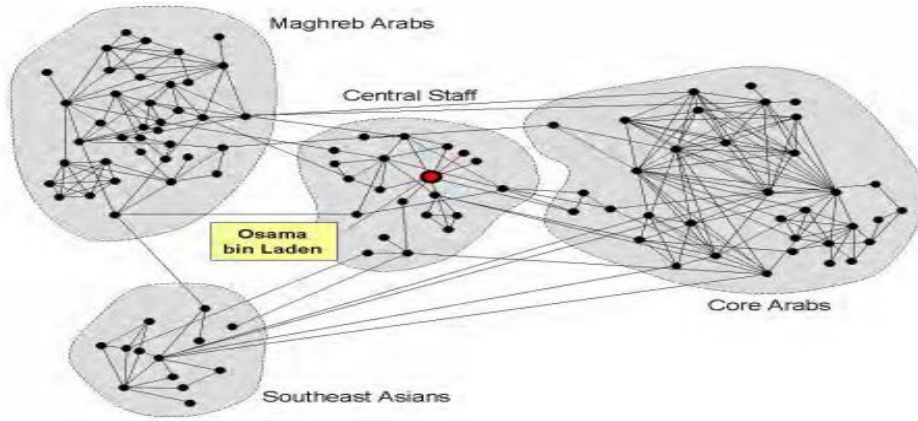 Maghreb Arabs
Central Staff
Osama
bin Laden
Core Arabs
Southeast Asians